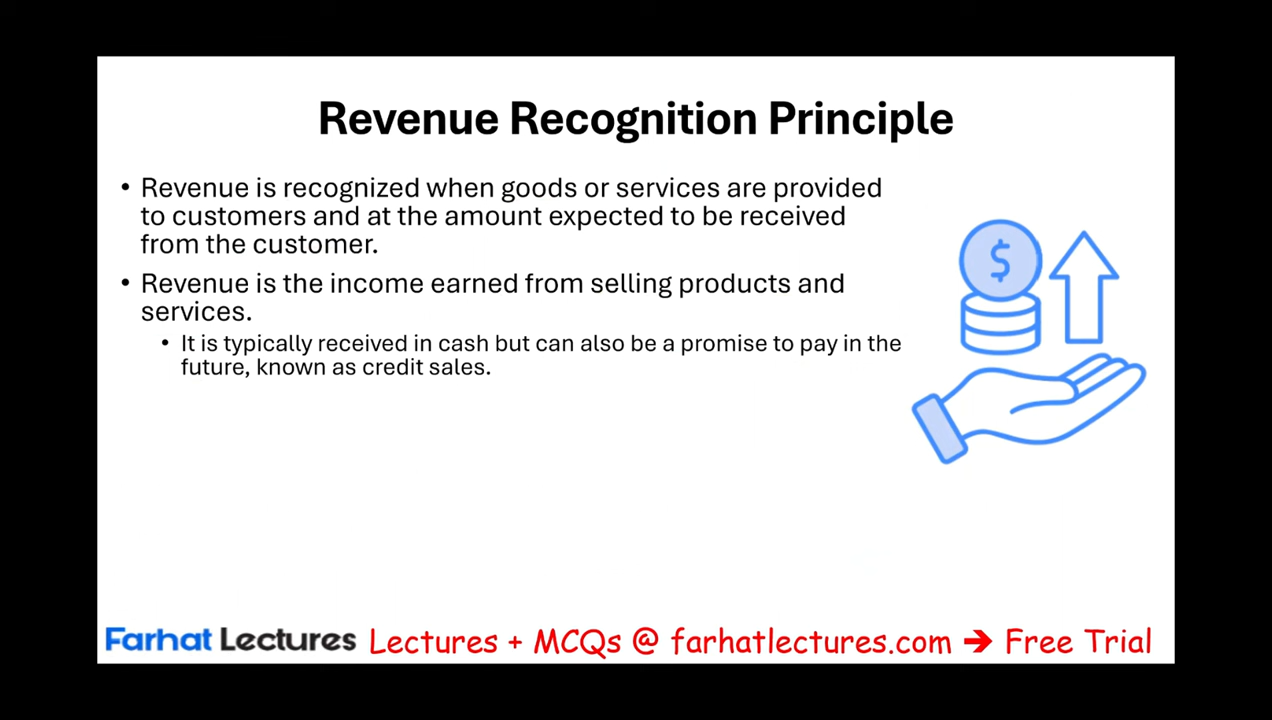 Revenue Recognition Principle
• Revenue is recognized when goods or services are provided
to customers and at the amount expected to be received
from the customer.
• Revenue is the income earned from selling products and
services.
• It is typically received in cash but can also be a promise to pay in the
future, known as credit sales.
$
Farhat Lectures Lectures + MCQs @ farhatlectures.com ➔ Free Trial